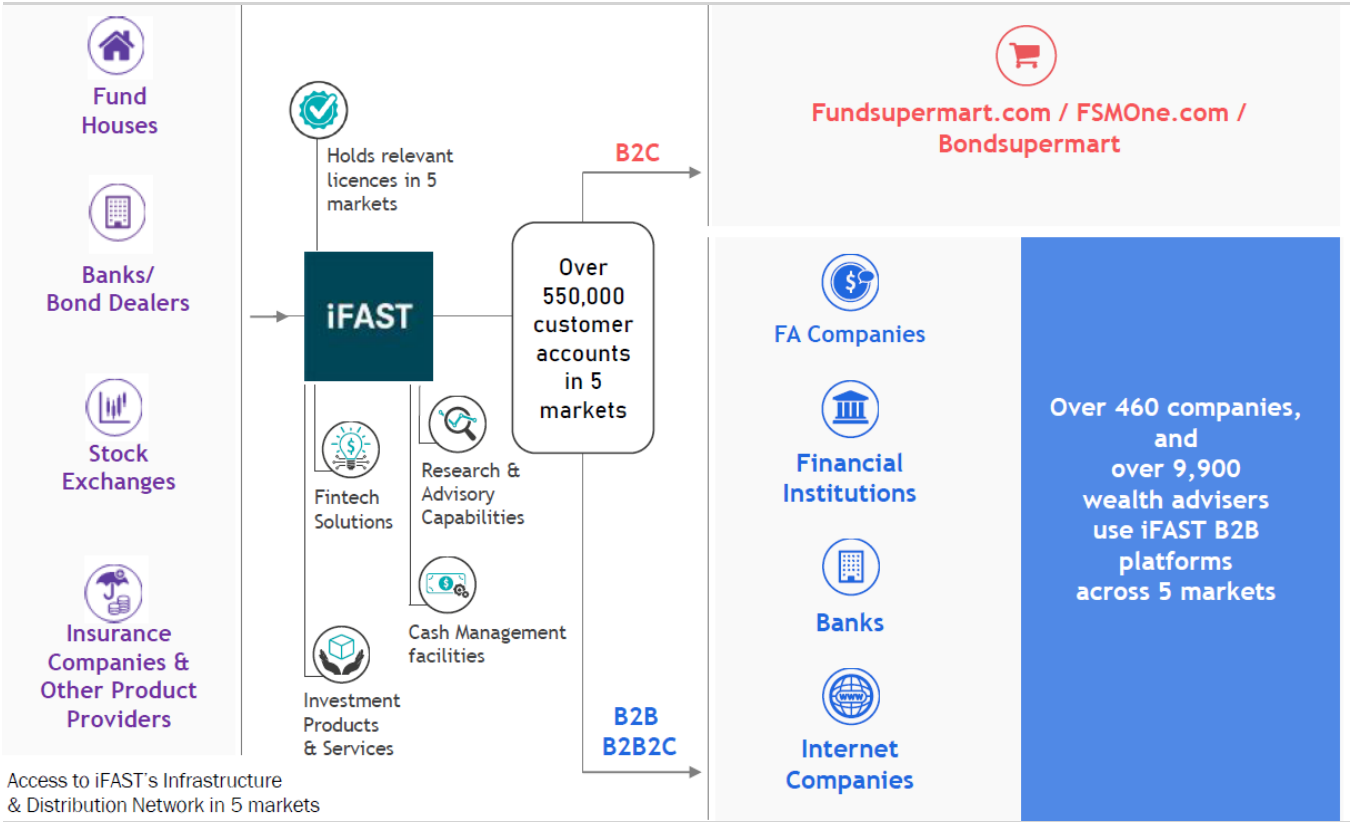 Fund
Houses
Banks/
Bond Dealers
Stock
Exchanges
Insurance
Companies &
Other Product
Providers
Access to iFAST's Infrastructure
& Distribution Network in 5 markets
Holds relevant
licences in 5
markets
iFAST
Fintech
Solutions
Research &
Advisory
Capabilities
Cash Management
facilities
Investment
Products
& Services
Over
550,000
customer
accounts
in 5
markets
B2C
B2B
B2B2C
Fundsupermart.com / FSMOne.com /
Bondsupermart
FA Companies
Financial
Institutions
Banks
WWW
Internet
Companies
Over 460 companies,
and
over 9,900
wealth advisers
use iFAST B2B
platforms
across 5 markets